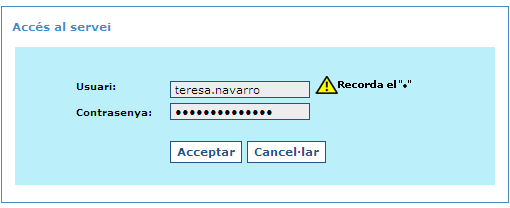 Accés al servei
Usuari: teresa.navarro Recorda el "•"
Contrasenya: ••••••••••••••
Acceptar Cancel·lar